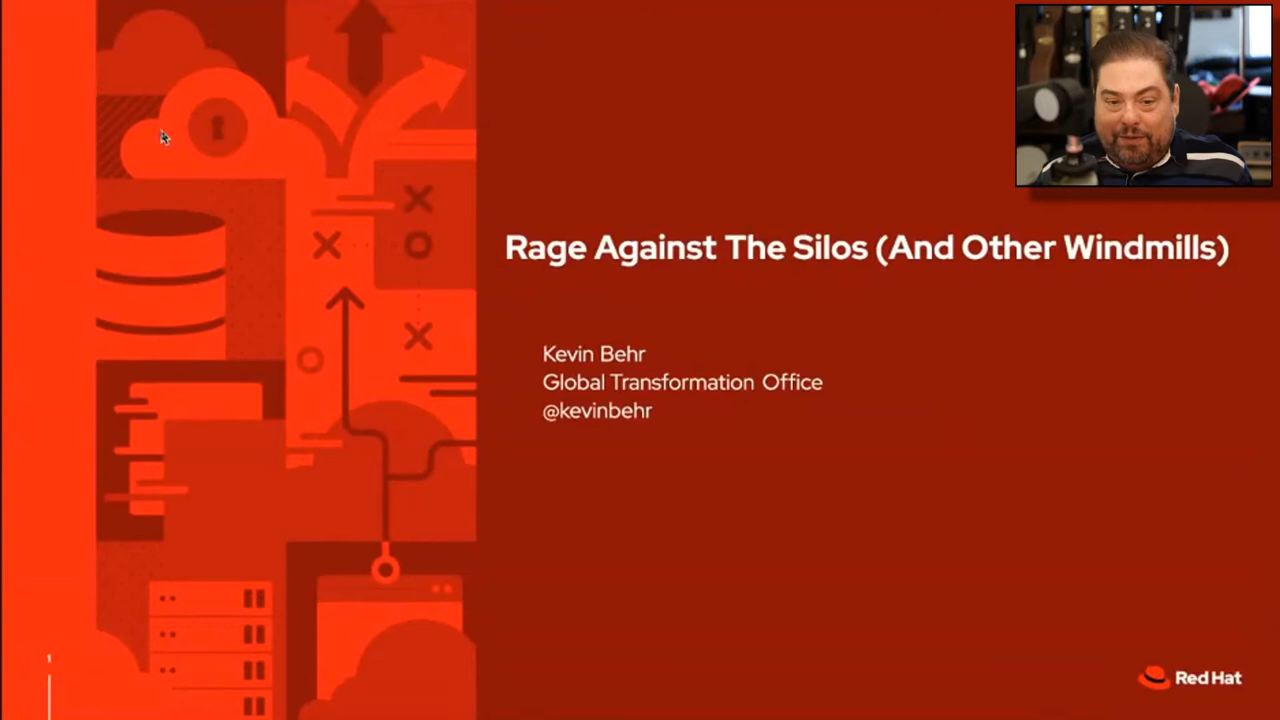 Rage Against The Silos (And Other Windmills)
Kevin Behr
Global Transformation Office
@kevinbehr
Red Hat